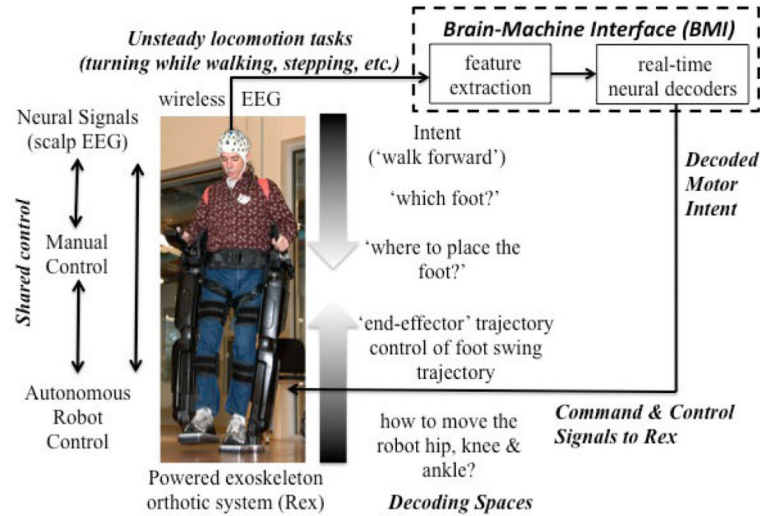 Unsteady locomotion tasks
(turning while walking, stepping, etc.)
Brain-Machine Interface (BMI)
feature
extraction
real-time
neural decoders
wireless EEG
Neural Signals
(scalp EEG)
Manual
Control
Autonomous
Robot
Control
Shared control
Intent
(‘walk forward’)
‘which foot?’
‘where to place the
foot?’
‘end-effector’ trajectory
control of foot swing
trajectory
how to move the
robot hip, knee &
ankle?
Decoded
Motor
Intent
Command & Control
Signals to Rex
Powered exoskeleton
orthotic system (Rex)
Decoding Spaces